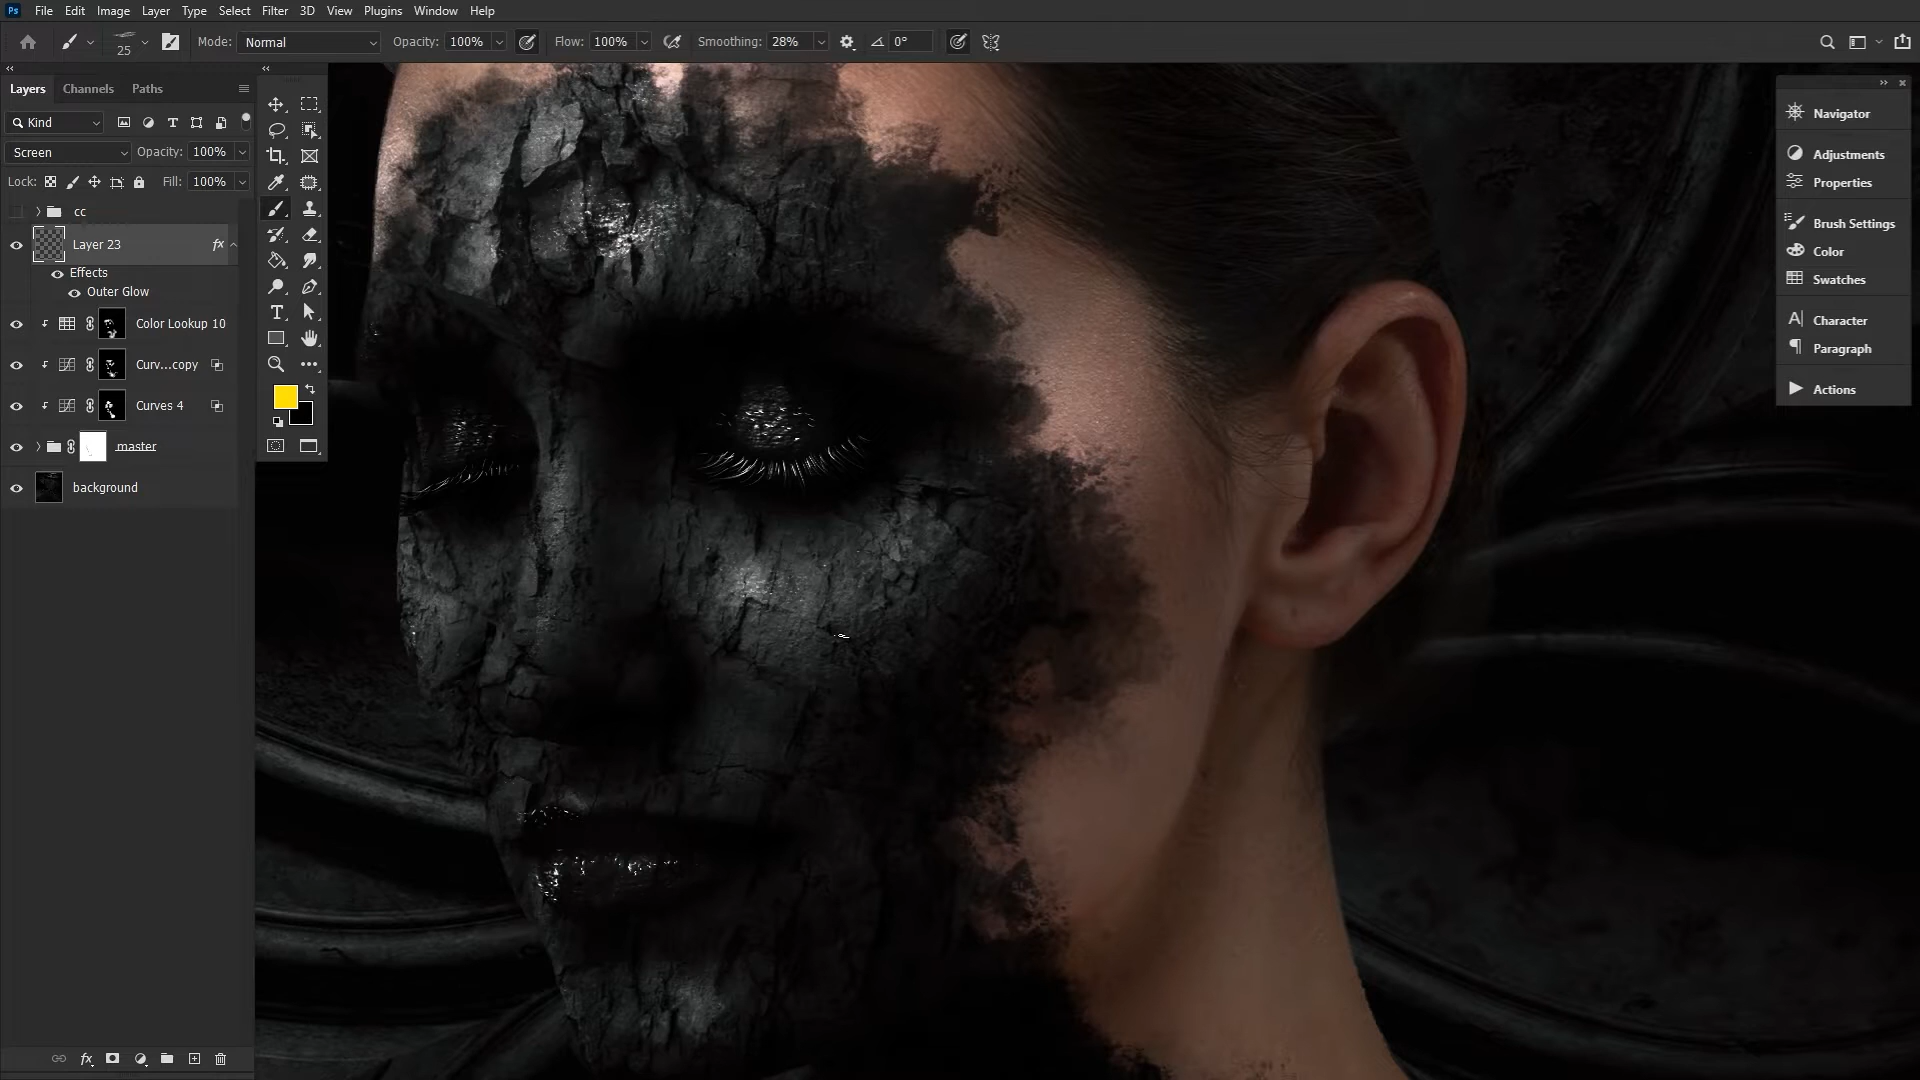 Ps File Edit Image Layer Type Select Filter 3D View Plugins Window Help
25 Mode: Normal Opacity: 100% Flow: 100% Smoothing: 28% 0°
Layers Channels Paths
Kind
Screen Opacity: 100%
Lock: Fill: 100%
cc
Layer 23 fx
Effects
Outer Glow
Color Lookup 10
Curv...copy
Curves 4
master
background
fx
Navigator
Adjustments
Properties
Brush Settings
Color
Swatches
Character
Paragraph
Actions